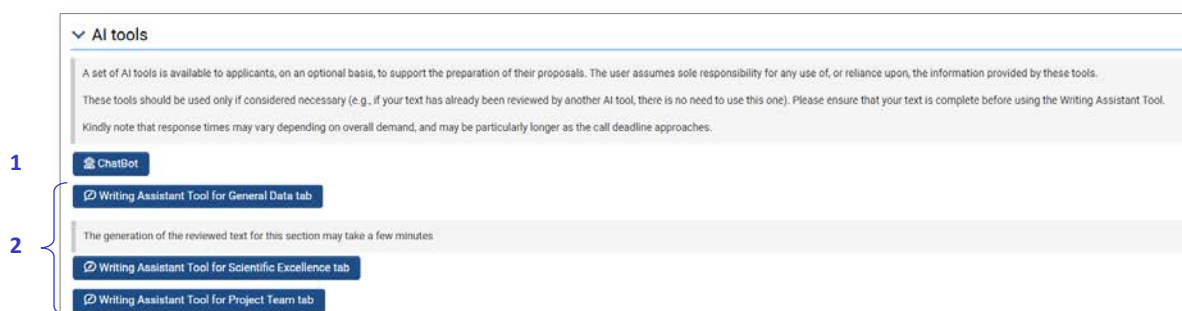 AI tools
A set of AI tools is available to applicants, on an optional basis, to support the preparation of their proposals. The user assumes sole responsibility for any use of, or reliance upon, the information provided by these tools.
These tools should be used only if considered necessary (e.g., if your text has already been reviewed by another AI tool, there is no need to use this one). Please ensure that your text is complete before using the Writing Assistant Tool.
Kindly note that response times may vary depending on overall demand, and may be particularly longer as the call deadline approaches.
1
ChatBot
Writing Assistant Tool for General Data tab
2
The generation of the reviewed text for this section may take a few minutes
Writing Assistant Tool for Scientific Excellence tab
Writing Assistant Tool for Project Team tab